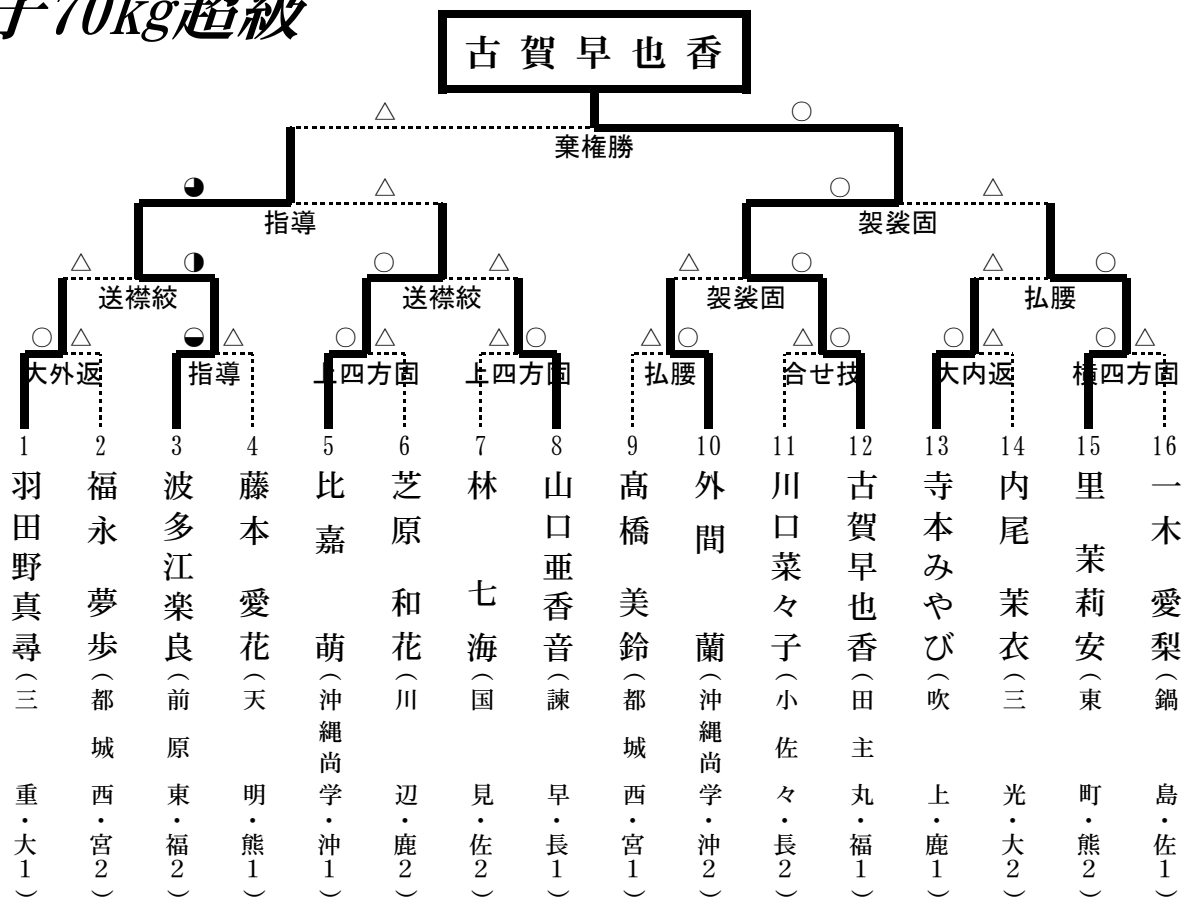 子70kg超級
古賀早也香
△ ○
棄権勝
◕ △ ○ △
指導 袈裟固
△ ◑ ○ △ △ ○ △ ○
送襟絞 送襟絞 袈裟固 払腰
○ △ ◒ △ ○ △ △ ○ △ ○ △ ○ ○ △ ○ △
大外返 指導 上四方固 上四方固 払腰 合せ技 大内返 横四方固
1 羽田野真尋(三重・大1)
2 福永夢歩(都城西・宮2)
3 波多江楽良(前原東・福2)
4 藤本愛花(天明・熊1)
5 比嘉萌(沖縄尚学・沖1)
6 芝原和花(川辺・鹿2)
7 林七海(国見・佐2)
8 山口亜香音(諫早・長1)
9 髙橋美鈴(都城西・宮1)
10 外間蘭(沖縄尚学・沖2)
11 川口菜々子(小佐々・長2)
12 古賀早也香(田主丸・福1)
13 寺本みやび(吹上・鹿1)
14 内尾茉衣(三光・大2)
15 里茉莉安(東町・熊2)
16 一木愛梨(鍋島・佐1)